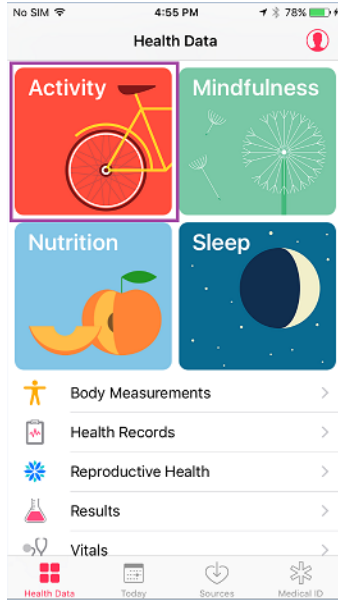 No SIM 4:55 PM 78%
Health Data
Activity Mindfulness
Nutrition Sleep
Body Measurements
Health Records
Reproductive Health
Results
Vitals
Health Data Today Sources Medical ID